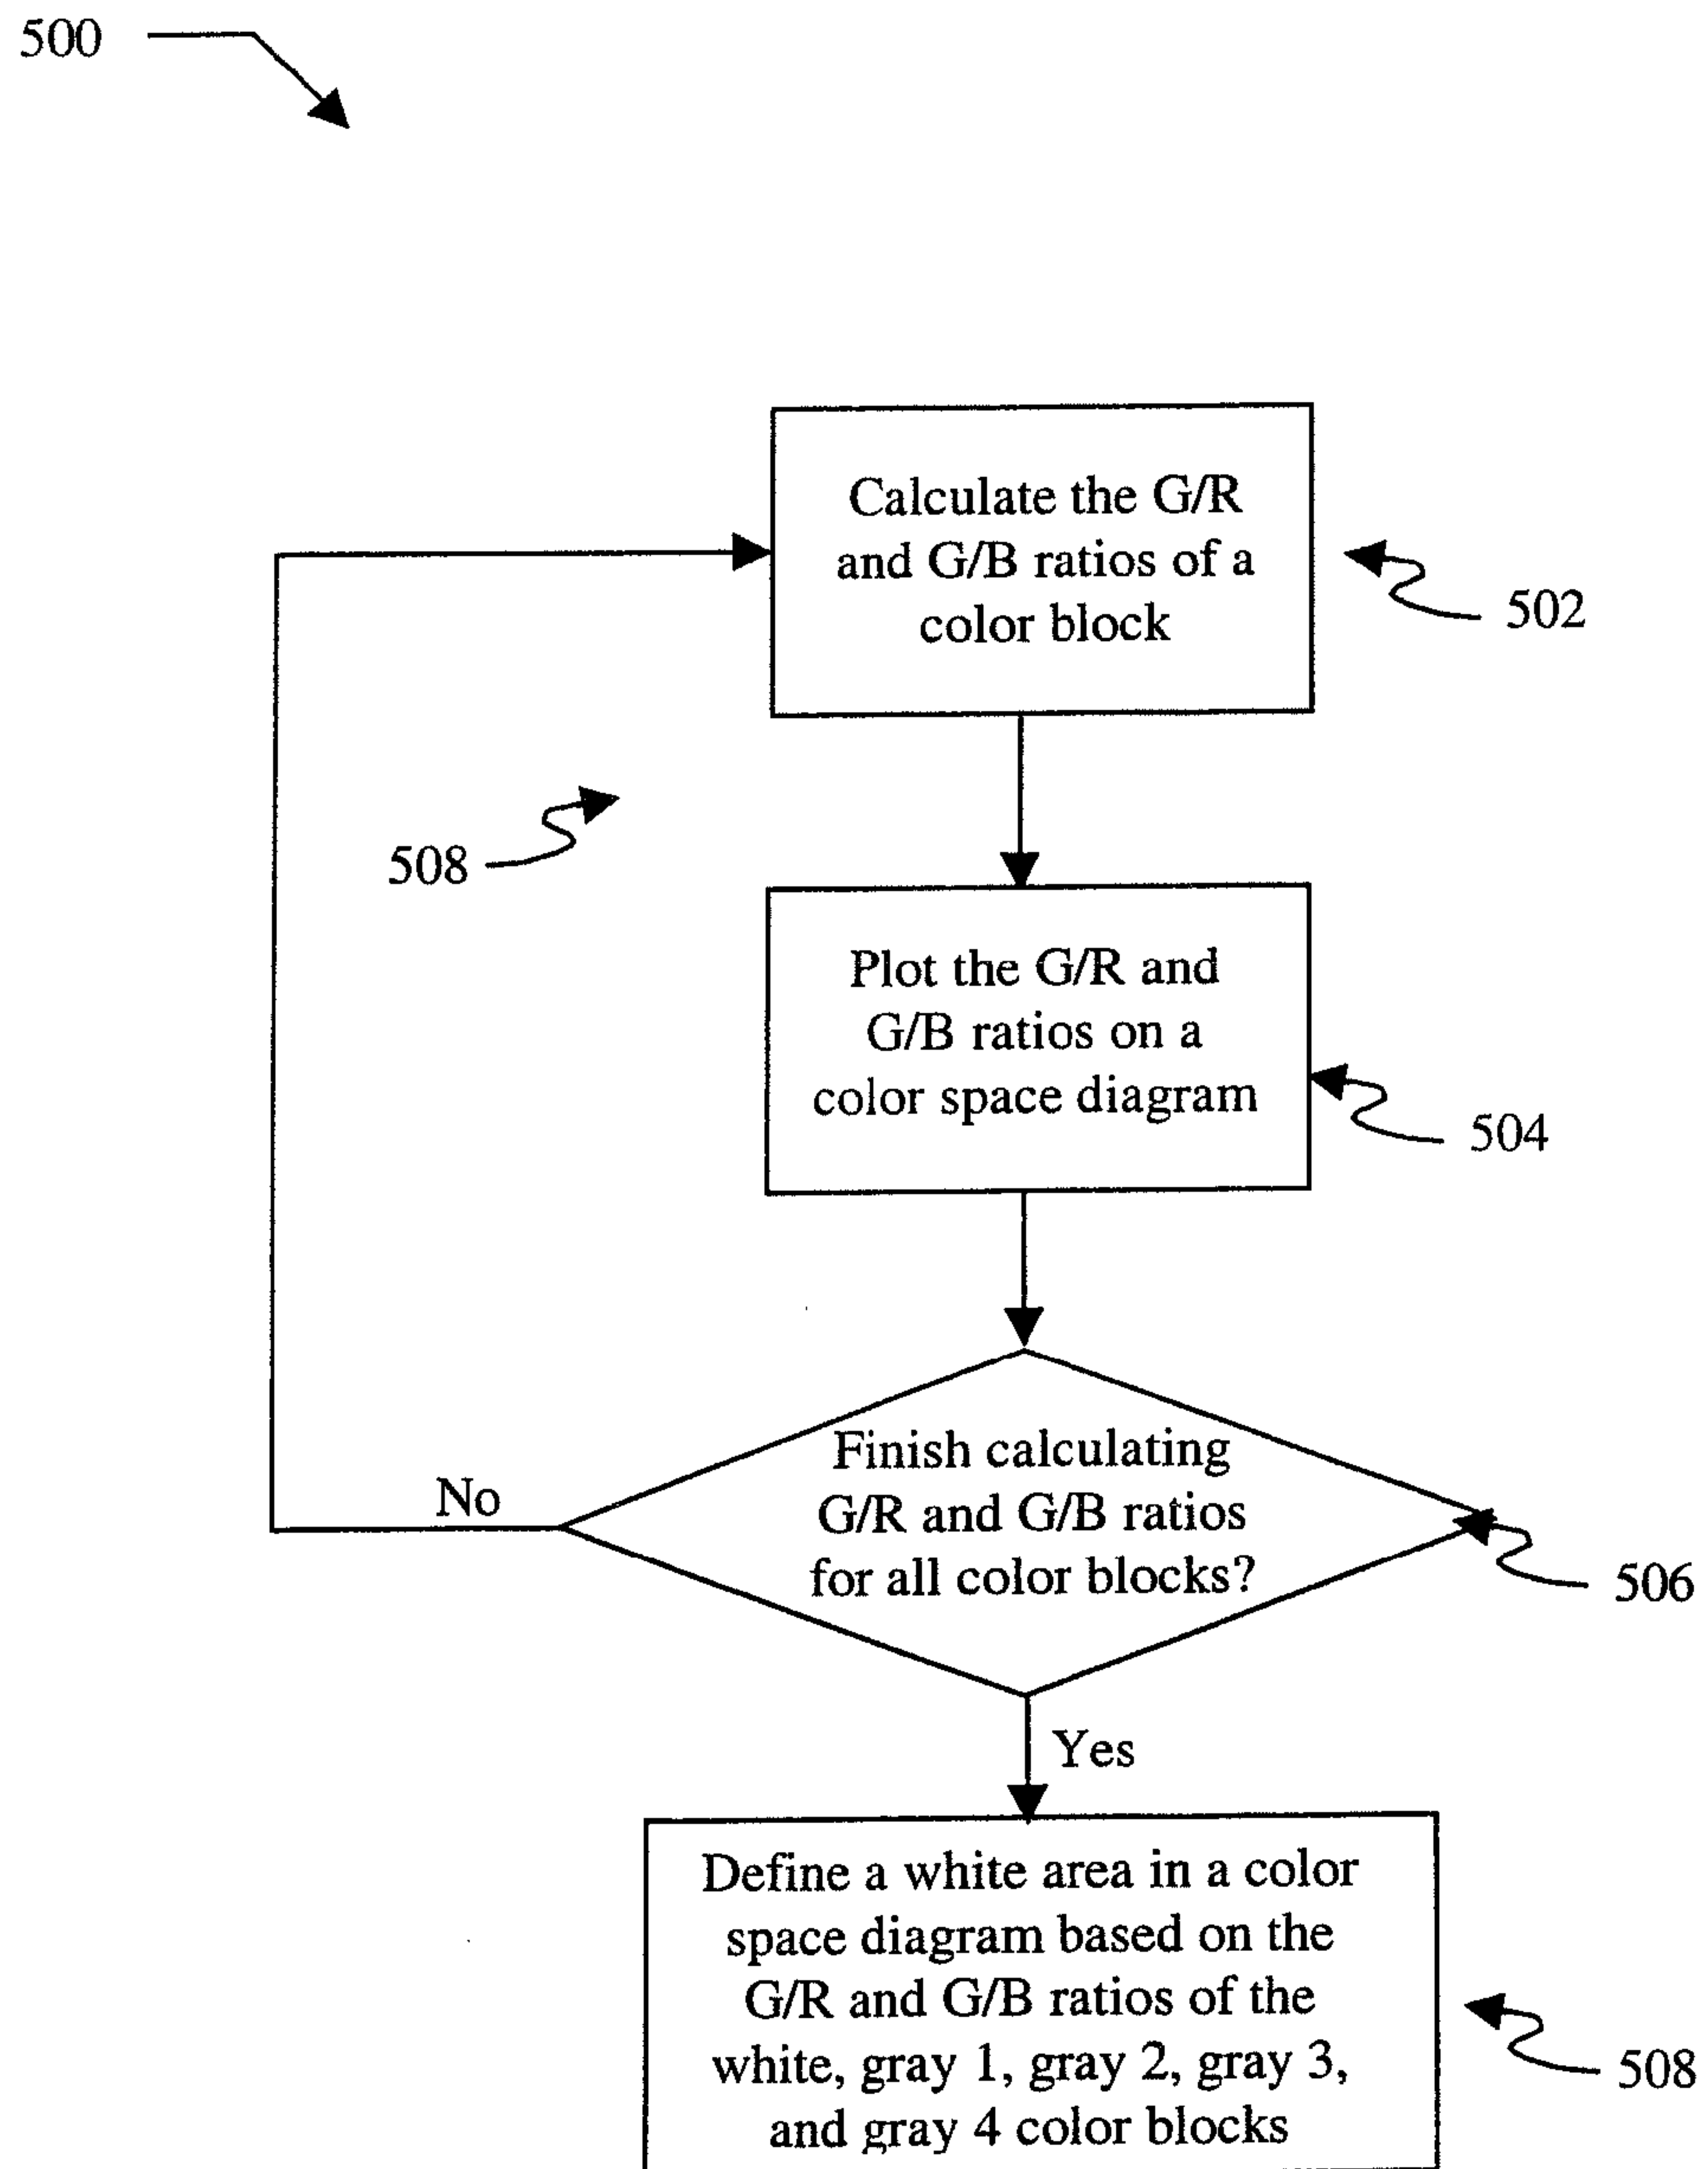 500
Calculate the G/R
and G/B ratios of a
color block
502
508
Plot the G/R and
G/B ratios on a
color space diagram
504
Finish calculating
G/R and G/B ratios
for all color blocks?
No
506
Yes
Define a white area in a color
space diagram based on the
G/R and G/B ratios of the
white, gray 1, gray 2, gray 3,
and gray 4 color blocks
508